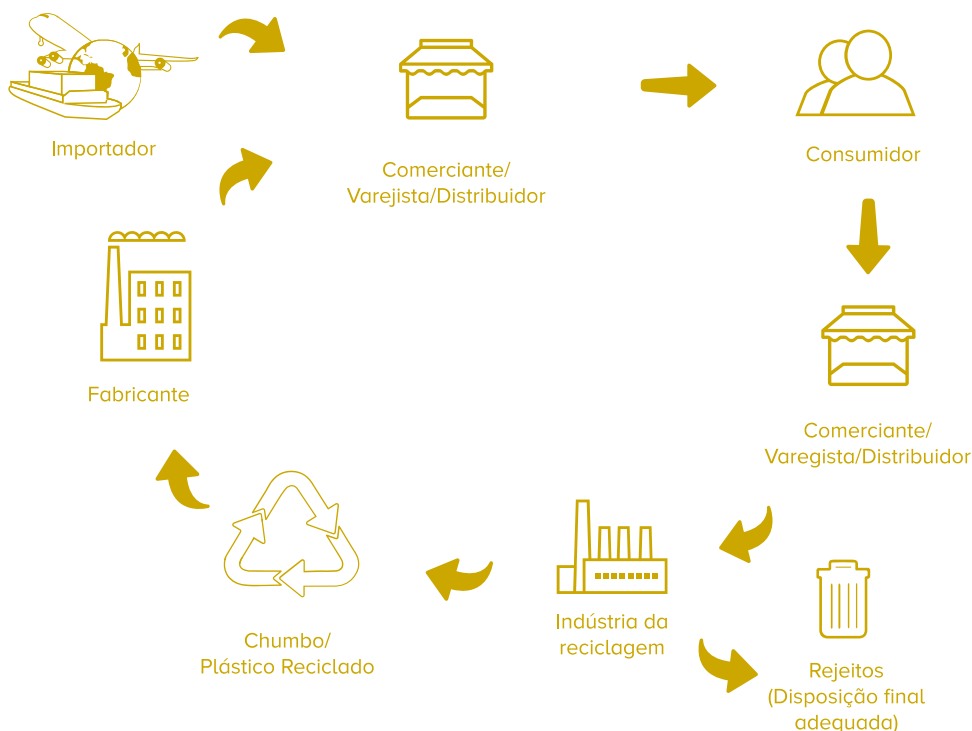 Importador
Comerciante/
Varejista/Distribuidor
Consumidor
Fabricante
Comerciante/
Varegista/Distribuidor
Indústria da
reciclagem
Chumbo/
Plástico Reciclado
Rejeitos
(Disposição final
adequada)